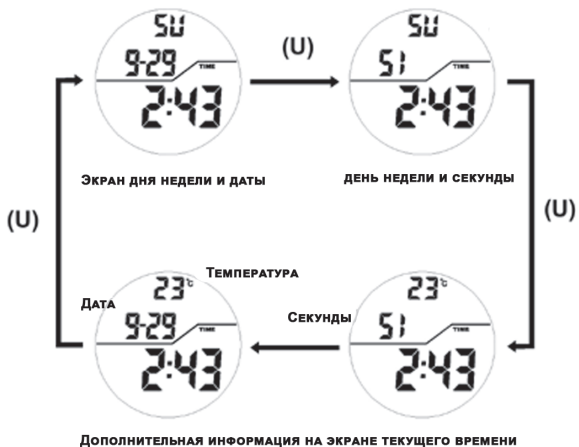 SU
9-29 TIME
2:43
(U)
SU
51 TIME
2:43
Экран дня недели и даты
день недели и секунды
(U)
(U)
Температура
23°C
Дата
9-29 TIME
2:43
23°C
Секунды
51 TIME
2:43
Дополнительная информация на экране текущего времени